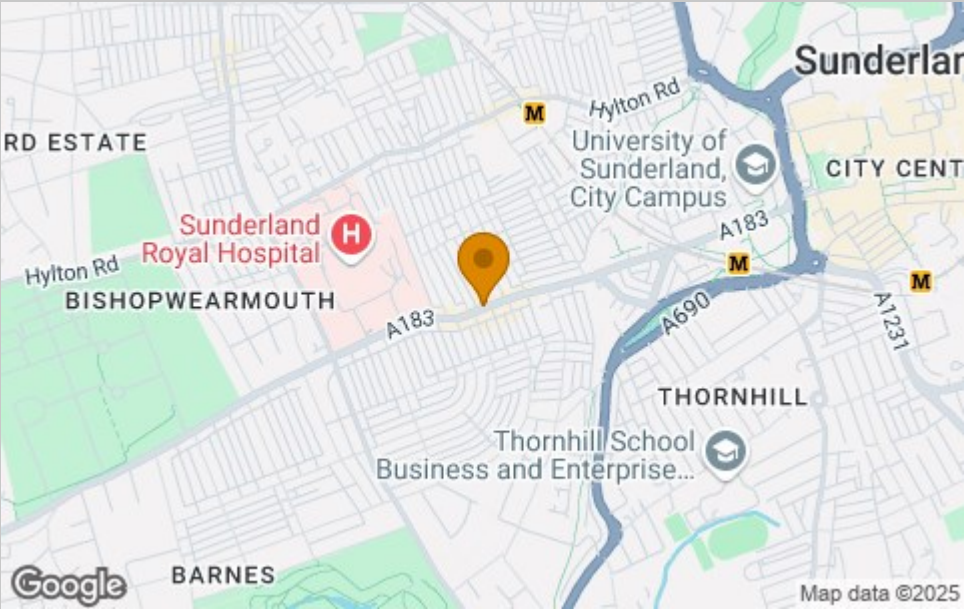 Sunderlar
Hylton Rd
M
RD ESTATE
University of
Sunderland,
City Campus
CITY CENT
Sunderland
Royal Hospital
H
A183
M
M
Hylton Rd
BISHOPWEARMOUTH
A183
A690
A1231
THORNHILL
Thornhill School
Business and Enterprise...
BARNES
Google
Map data ©2025